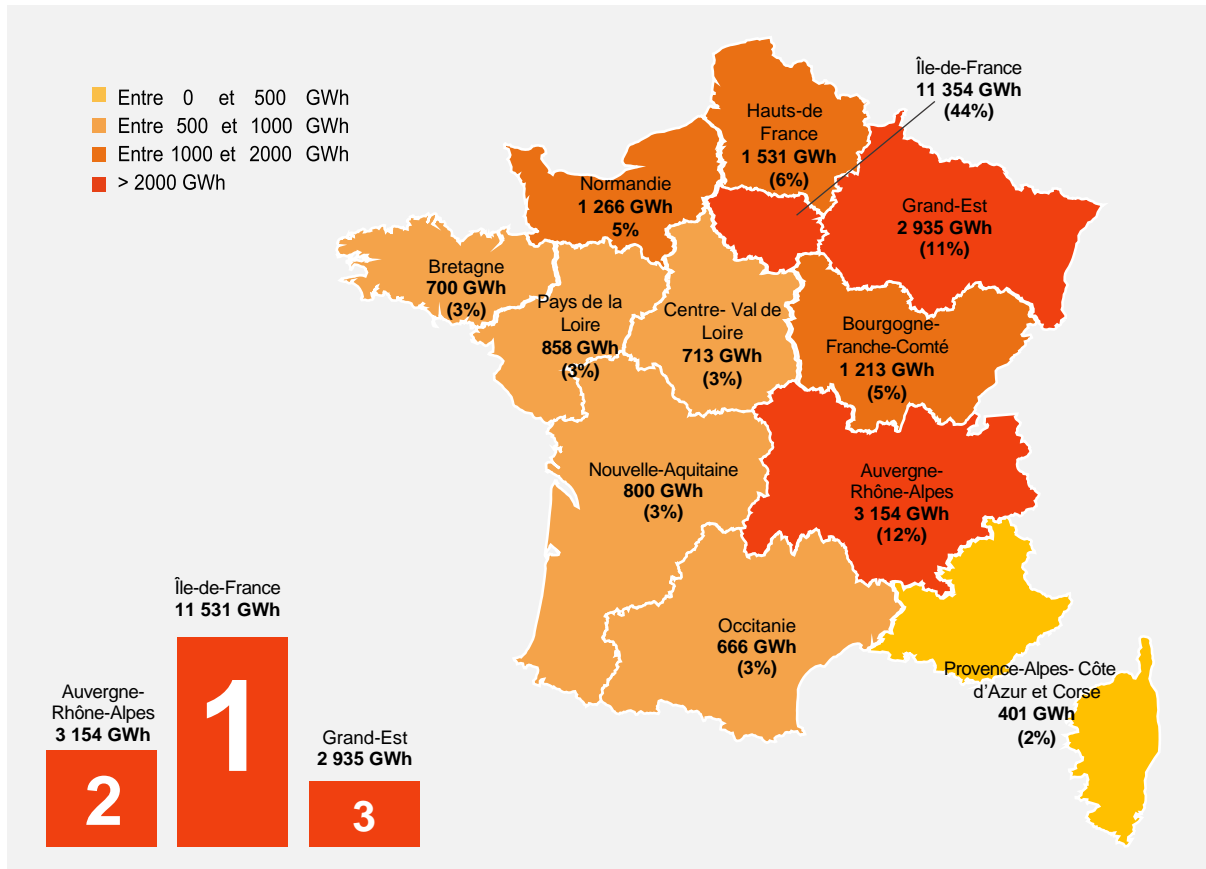 Entre 0 et 500 GWh
Entre 500 et 1000 GWh
Entre 1000 et 2000 GWh
> 2000 GWh
Île-de-France
11 354 GWh
(44%)
Hauts-de
France
1 531 GWh
(6%)
Normandie
1 266 GWh
5%
Grand-Est
2 935 GWh
(11%)
Bretagne
700 GWh
(3%)
Pays de la
Loire
858 GWh
(3%)
Centre- Val de
Loire
713 GWh
(3%)
Bourgogne-
Franche-Comté
1 213 GWh
(5%)
Nouvelle-Aquitaine
800 GWh
(3%)
Auvergne-
Rhône-Alpes
3 154 GWh
(12%)
Occitanie
666 GWh
(3%)
Provence-Alpes- Côte
d'Azur et Corse
401 GWh
(2%)
Île-de-France
11 531 GWh
1
Auvergne-
Rhône-Alpes
3 154 GWh
2
Grand-Est
2 935 GWh
3